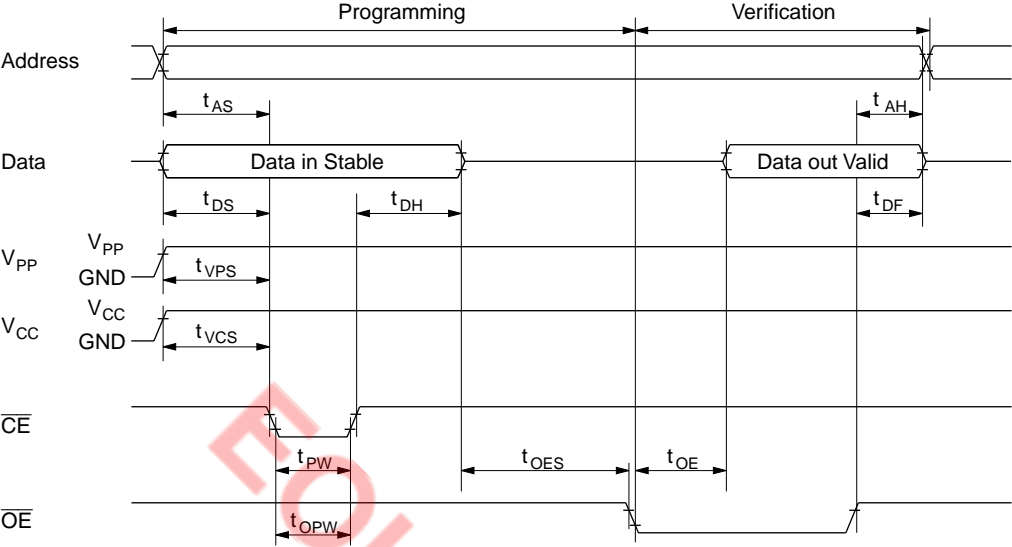 Programming Verification
Address
tAS tAH
Data Data in Stable Data out Valid
tDS tDH tDF
VPP VPP
GND tVPS
VCC VCC
GND tVCS
CE
tPW tOES tOE
OE tOPW